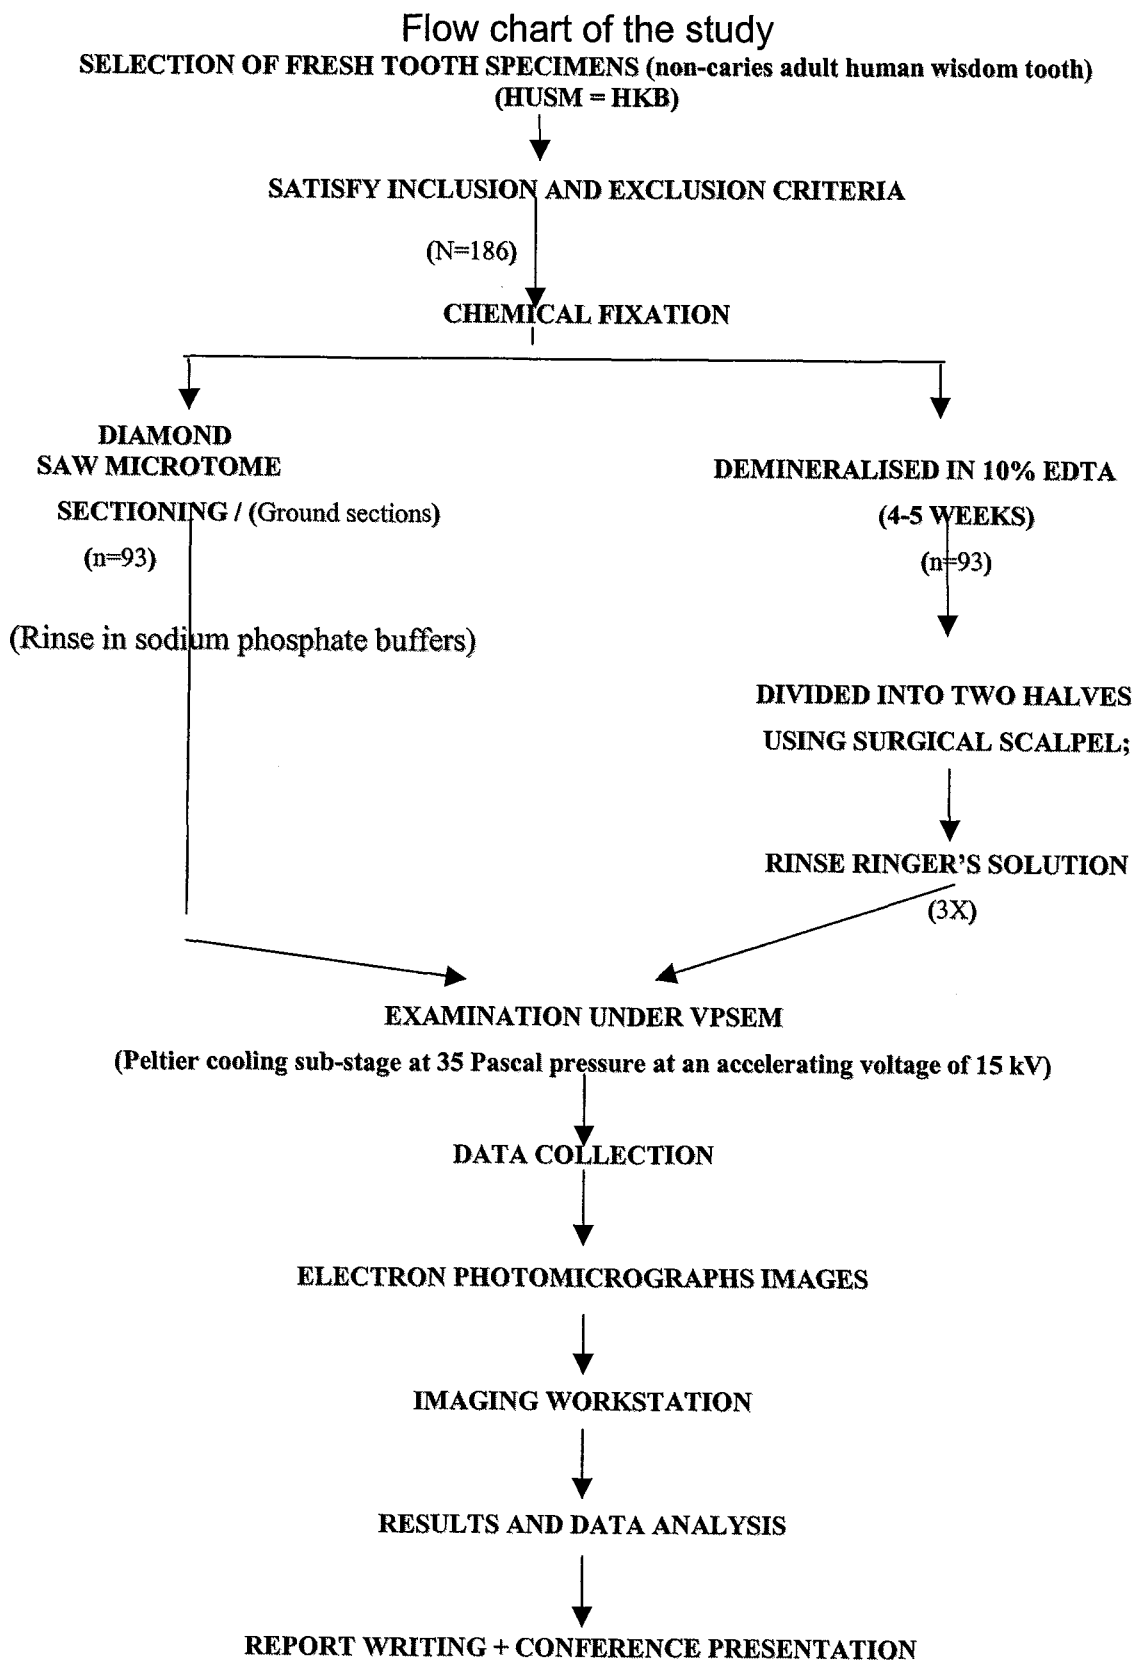 Flow chart of the study
SELECTION OF FRESH TOOTH SPECIMENS (non-caries adult human wisdom tooth)
(HUSM = HKB)
SATISFY INCLUSION AND EXCLUSION CRITERIA
(N=186)
CHEMICAL FIXATION
DIAMOND
SAW MICROTOME
SECTIONING / (Ground sections)
(n=93)
(Rinse in sodium phosphate buffers)
DEMINERALISED IN 10% EDTA
(4-5 WEEKS)
(n=93)
DIVIDED INTO TWO HALVES
USING SURGICAL SCALPEL;
RINSE RINGER'S SOLUTION
(3X)
EXAMINATION UNDER VPSEM
(Peltier cooling sub-stage at 35 Pascal pressure at an accelerating voltage of 15 kV)
DATA COLLECTION
ELECTRON PHOTOMICROGRAPHS IMAGES
IMAGING WORKSTATION
RESULTS AND DATA ANALYSIS
REPORT WRITING + CONFERENCE PRESENTATION